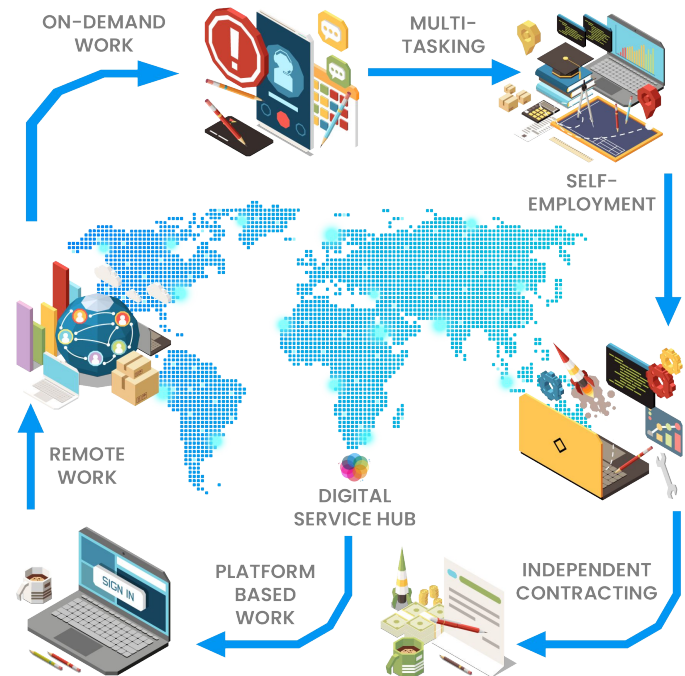 ON-DEMAND
WORK
MULTI-
TASKING
SELF-
EMPLOYMENT
REMOTE
WORK
DIGITAL
SERVICE HUB
PLATFORM
BASED
WORK
INDEPENDENT
CONTRACTING
SIGN IN